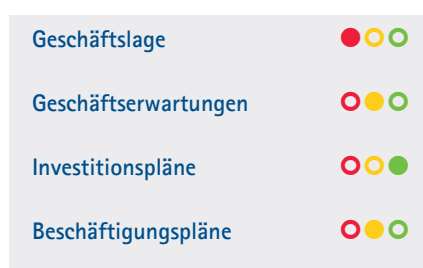 Geschäftslage
Geschäftserwartungen
Investitionspläne
Beschäftigungspläne